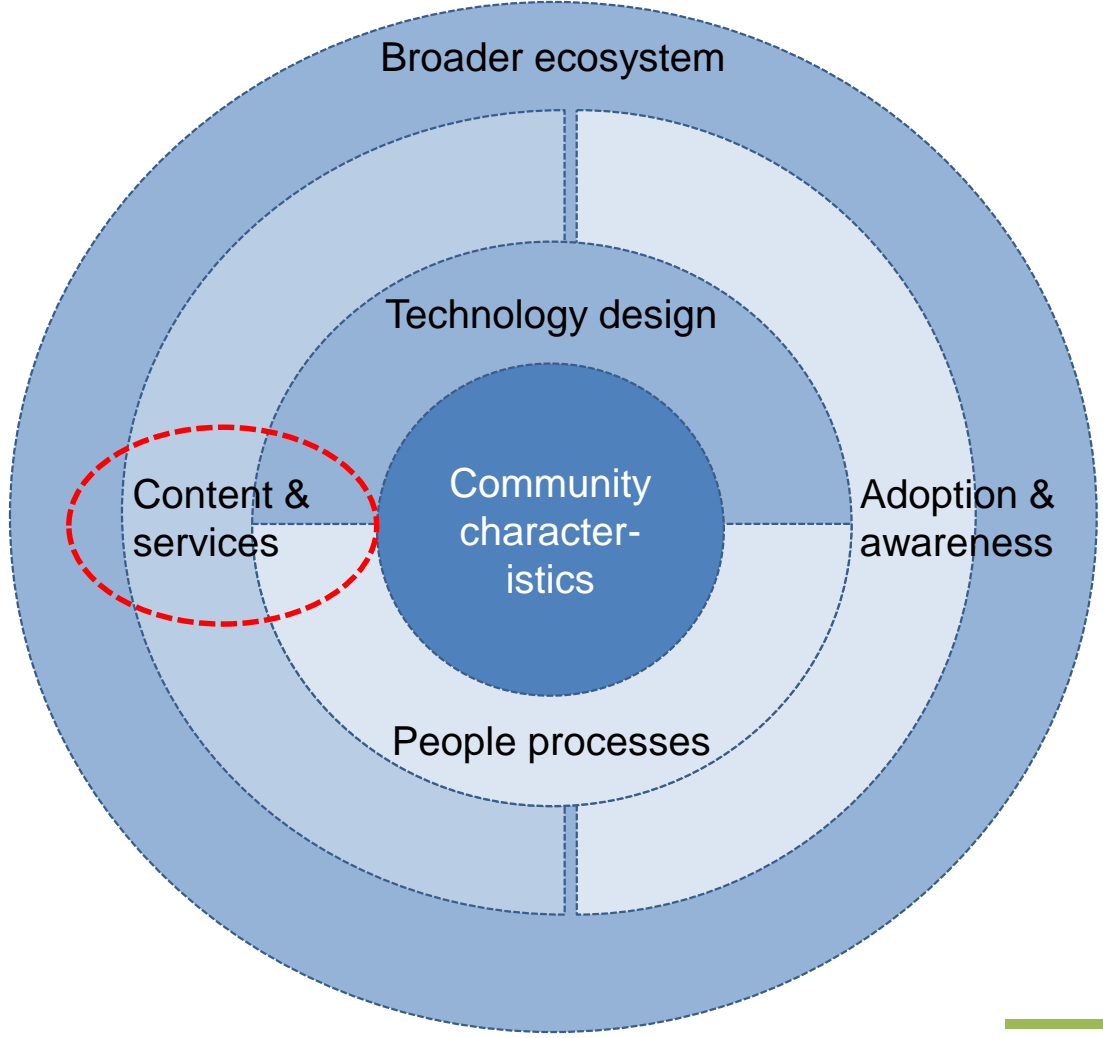 Broader ecosystem
Technology design
Content &
services
Community
character-
istics
Adoption &
awareness
People processes